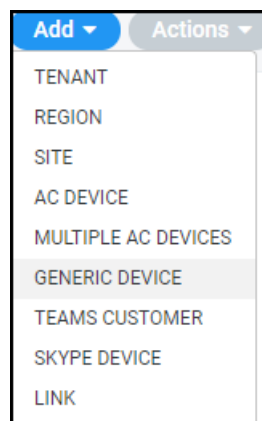 Add Actions
TENANT
REGION
SITE
AC DEVICE
MULTIPLE AC DEVICES
GENERIC DEVICE
TEAMS CUSTOMER
SKYPE DEVICE
LINK